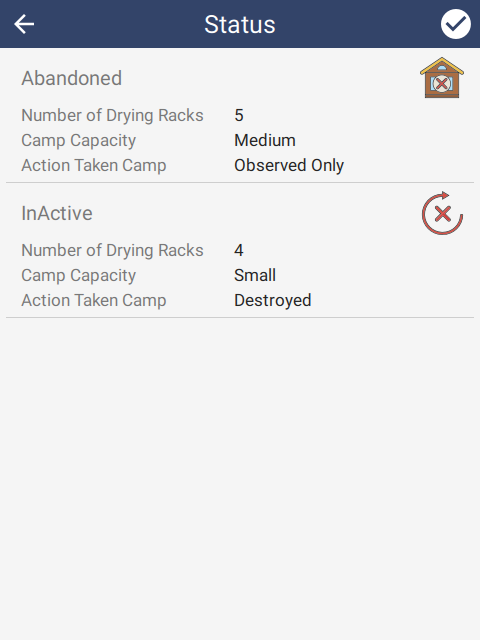 Status
Abandoned
Number of Drying Racks 5
Camp Capacity Medium
Action Taken Camp Observed Only
InActive
Number of Drying Racks 4
Camp Capacity Small
Action Taken Camp Destroyed